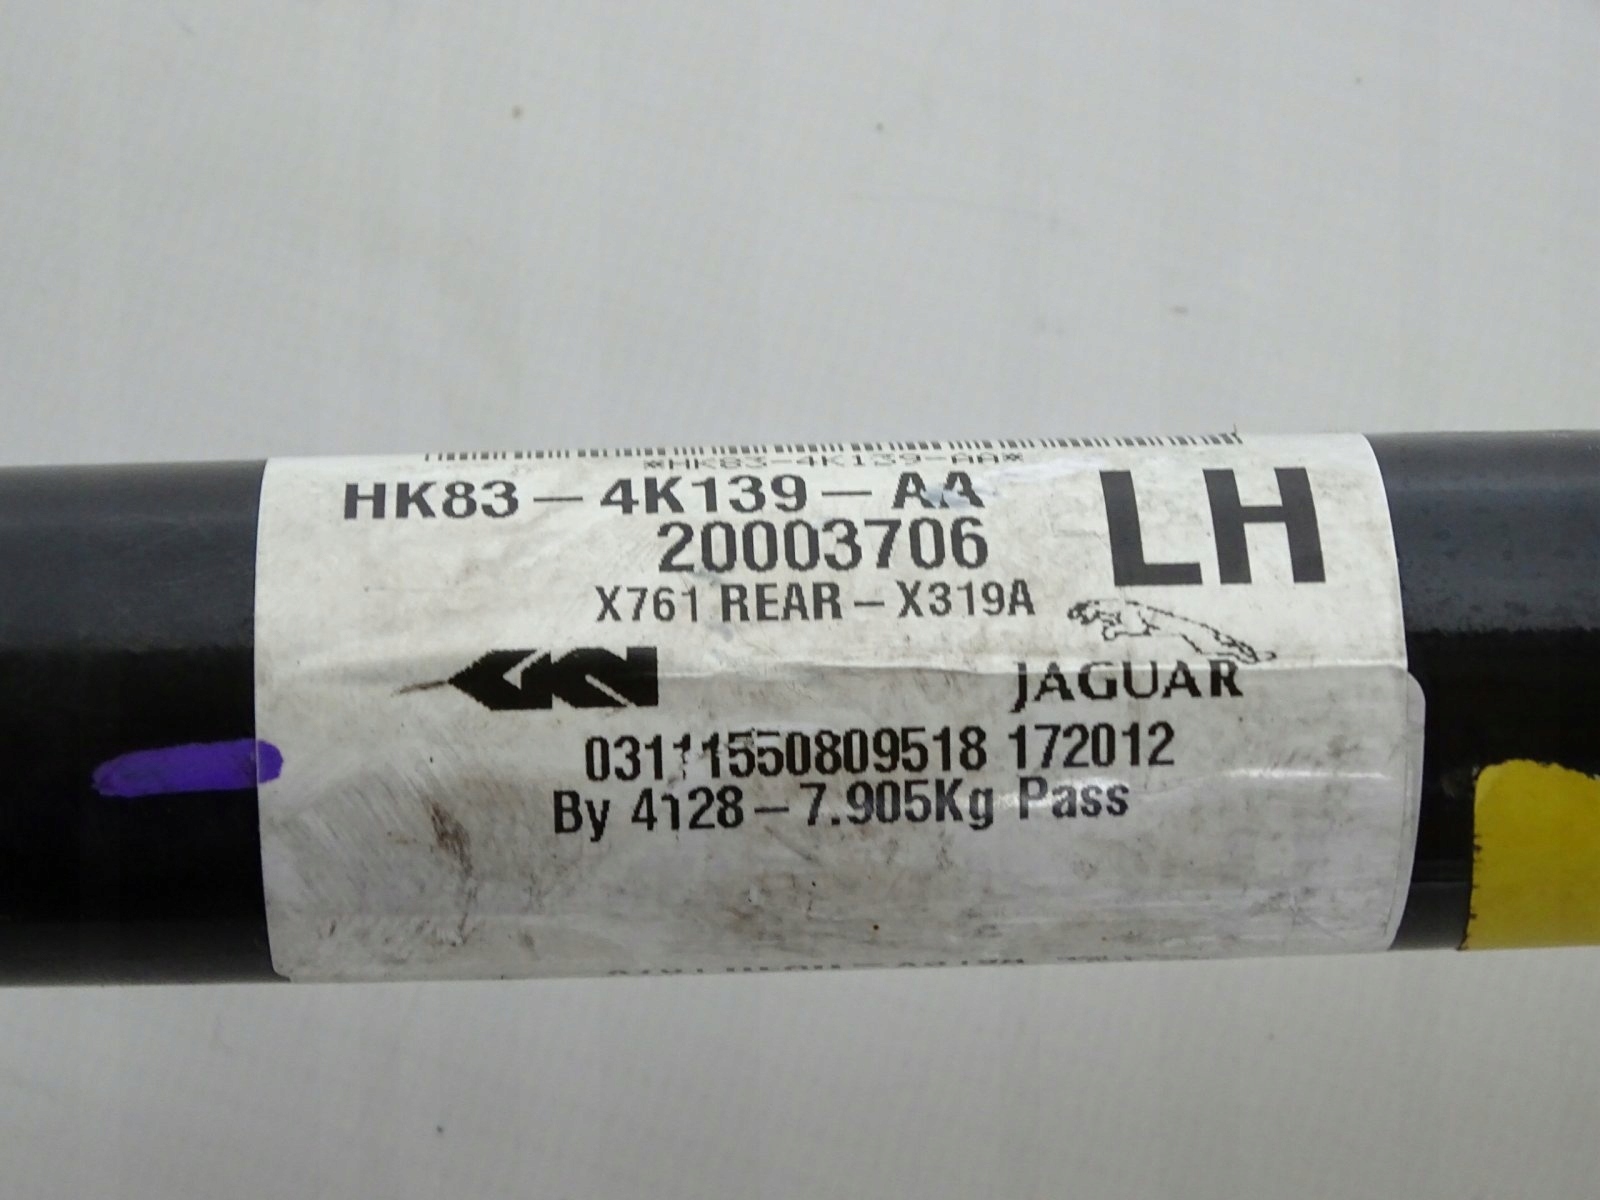 *HK83-4K139-AA*
HK83-4K139-AA
LH
20003706
X761 REAR-X319A
GKN
JAGUAR
172012
By 4128-7.905Kg Pass